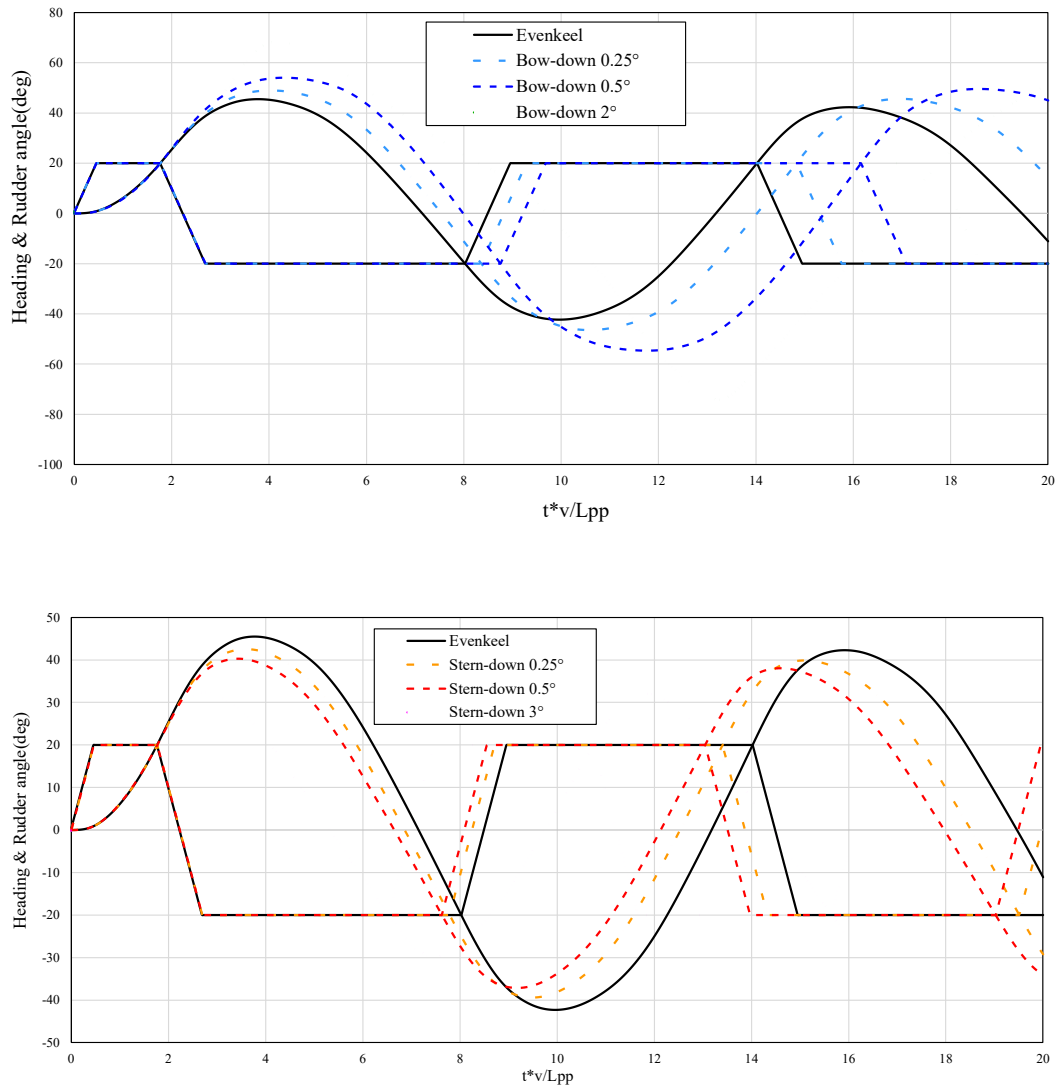 80
60
40
20
0
-20
-40
-60
-80
-100
Heading & Rudder angle(deg)
Evenkeel
Bow-down 0.25°
Bow-down 0.5°
Bow-down 2°
0 2 4 6 8 10 12 14 16 18 20
t*v/Lpp
50
40
30
20
10
0
-10
-20
-30
-40
-50
Heading & Rudder angle(deg)
Evenkeel
Stern-down 0.25°
Stern-down 0.5°
Stern-down 3°
0 2 4 6 8 10 12 14 16 18 20
t*v/Lpp